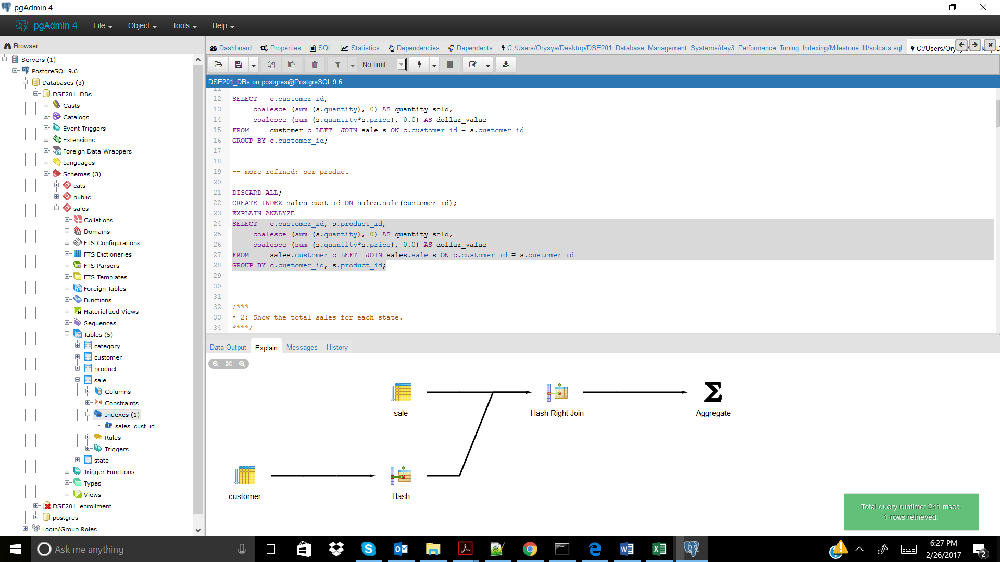 pgAdmin 4
pgAdmin 4 File Object Tools Help
Browser
Servers (1)
PostgreSQL 9.6
Databases (3)
DSE201_DBs
Casts
Catalogs
Event Triggers
Extensions
Foreign Data Wrappers
Languages
Schemas (3)
cats
public
sales
Collations
Domains
FTS Configurations
FTS Dictionaries
FTS Parsers
FTS Templates
Foreign Tables
Functions
Materialized Views
Sequences
Tables (5)
category
customer
product
sale
Columns
Constraints
Indexes (1)
sales_cust_id
Rules
Triggers
state
Trigger Functions
Types
Views
DSE201_enrollment
postgres
Login/Group Roles
Dashboard Properties SQL Statistics Dependencies Dependents C:/Users/Orysya/Desktop/DSE201_Database_Management_Systems/day3_Performance_Tuning_Indexing/Milestone_III/solcats.sql
No limit
DSE201_DBs on postgres@PostgreSQL 9.6
11
12 SELECT c.customer_id,
13 coalesce (sum (s.quantity), 0) AS quantity_sold,
14 coalesce (sum (s.quantity*s.price), 0.0) AS dollar_value
15 FROM customer c LEFT JOIN sale s ON c.customer_id = s.customer_id
16 GROUP BY c.customer_id;
17
18
19 -- more refined: per product
20
21 DISCARD ALL;
22 CREATE INDEX sales_cust_id ON sales.sale(customer_id);
23 EXPLAIN ANALYZE
24 SELECT c.customer_id, s.product_id,
25 coalesce (sum (s.quantity), 0) AS quantity_sold,
26 coalesce (sum (s.quantity*s.price), 0.0) AS dollar_value
27 FROM sales.customer c LEFT JOIN sales.sale s ON c.customer_id = s.customer_id
28 GROUP BY c.customer_id, s.product_id;
29
30
31
32 /***
33 * 2: Show the total sales for each state.
34 ****/
Data Output Explain Messages History
sale
Hash Right Join
Aggregate
customer
Hash
Total query runtime: 241 msec.
1 rows retrieved.
Ask me anything
6:27 PM
2/26/2017
2